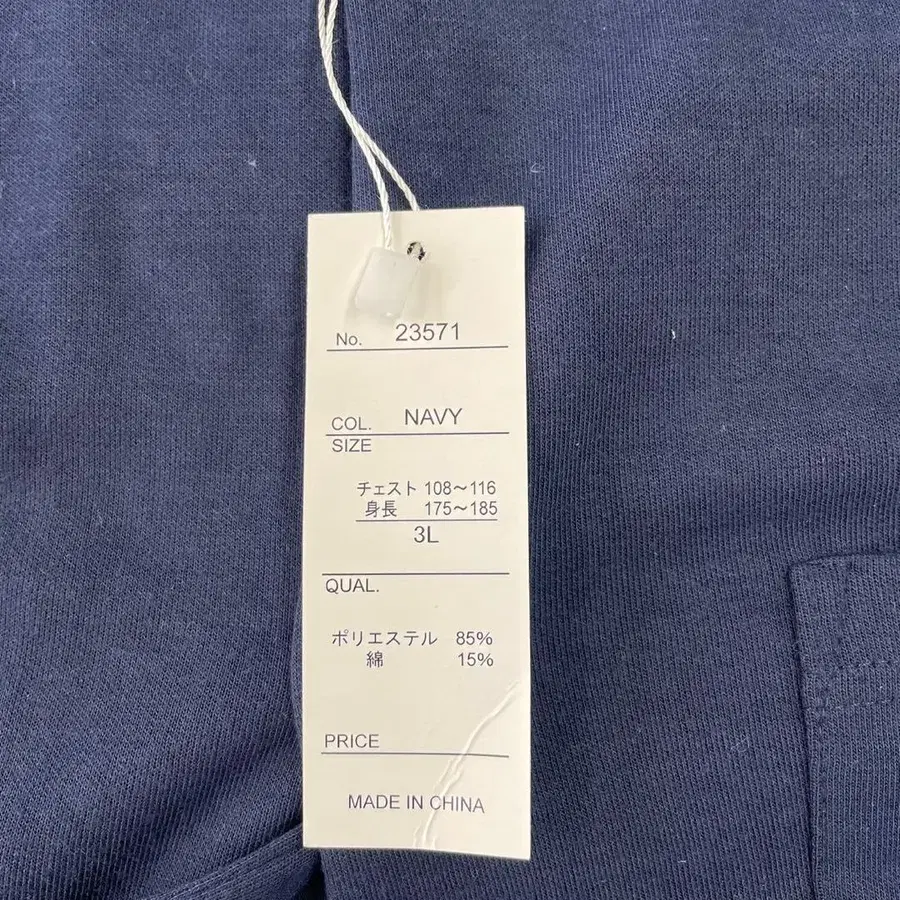 No. 23571
COL. NAVY
SIZE
チェスト 108〜116
身長 175〜185
3L
QUAL.
ポリエステル 85%
綿 15%
PRICE
MADE IN CHINA